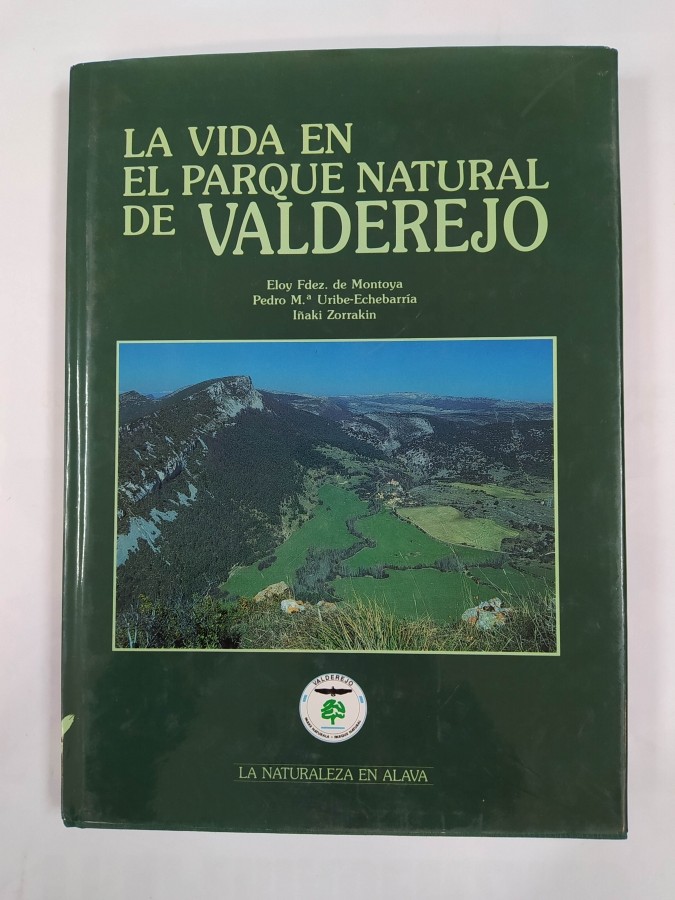 LA VIDA EN
EL PARQUE NATURAL
DE VALDEREJO
Eloy Fdez. de Montoya
Pedro M.ª Uribe-Echebarría
Iñaki Zorrakin
VALDEREJO
LA NATURALEZA EN ALAVA